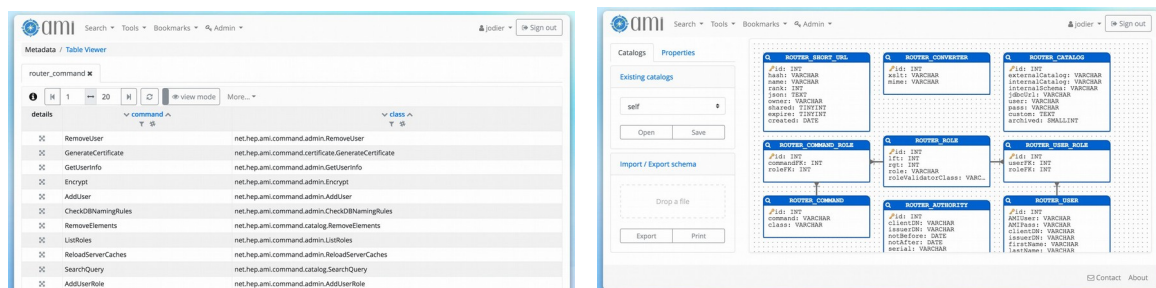 ami Search Tools Bookmarks Admin jodier Sign out
Metadata / Table Viewer
router_command
1 20 view mode More...
details command class
RemoveUser net.hep.ami.command.admin.RemoveUser
GenerateCertificate net.hep.ami.command.certificate.GenerateCertificate
GetUserInfo net.hep.ami.command.admin.GetUserInfo
Encrypt net.hep.ami.command.admin.Encrypt
AddUser net.hep.ami.command.admin.AddUser
CheckDBNamingRules net.hep.ami.command.admin.CheckDBNamingRules
RemoveElements net.hep.ami.command.catalog.RemoveElements
ListRoles net.hep.ami.command.admin.ListRoles
ReloadServerCaches net.hep.ami.command.admin.ReloadServerCaches
SearchQuery net.hep.ami.command.catalog.SearchQuery
AddUserRole net.hep.ami.command.admin.AddUserRole
ami Search Tools Bookmarks Admin jodier Sign out
Catalogs Properties
Existing catalogs
self
Open Save
Import / Export schema
Drop a file
Export Print
ROUTER_SHORT_URL
id: INT
hash: VARCHAR
name: VARCHAR
rank: INT
json: TEXT
owner: VARCHAR
shared: TINYINT
expire: TINYINT
created: DATE
ROUTER_CONVERTER
id: INT
xslt: VARCHAR
mime: VARCHAR
ROUTER_CATALOG
id: INT
externalCatalog: VARCHAR
internalCatalog: VARCHAR
internalSchema: VARCHAR
jdbcUrl: VARCHAR
user: VARCHAR
pass: VARCHAR
custom: TEXT
archived: SMALLINT
ROUTER_COMMAND_ROLE
id: INT
commandFK: INT
roleFK: INT
ROUTER_ROLE
id: INT
lft: INT
rgt: INT
role: VARCHAR
roleValidatorClass: VARC...
ROUTER_USER_ROLE
id: INT
userFK: INT
roleFK: INT
ROUTER_COMMAND
id: INT
command: VARCHAR
class: VARCHAR
ROUTER_AUTHORITY
id: INT
clientDN: VARCHAR
issuerDN: VARCHAR
notBefore: DATE
notAfter: DATE
serial: VARCHAR
ROUTER_USER
id: INT
AMIUser: VARCHAR
AMIPass: VARCHAR
clientDN: VARCHAR
issuerDN: VARCHAR
firstName: VARCHAR
lastName: VARCHAR
Contact About